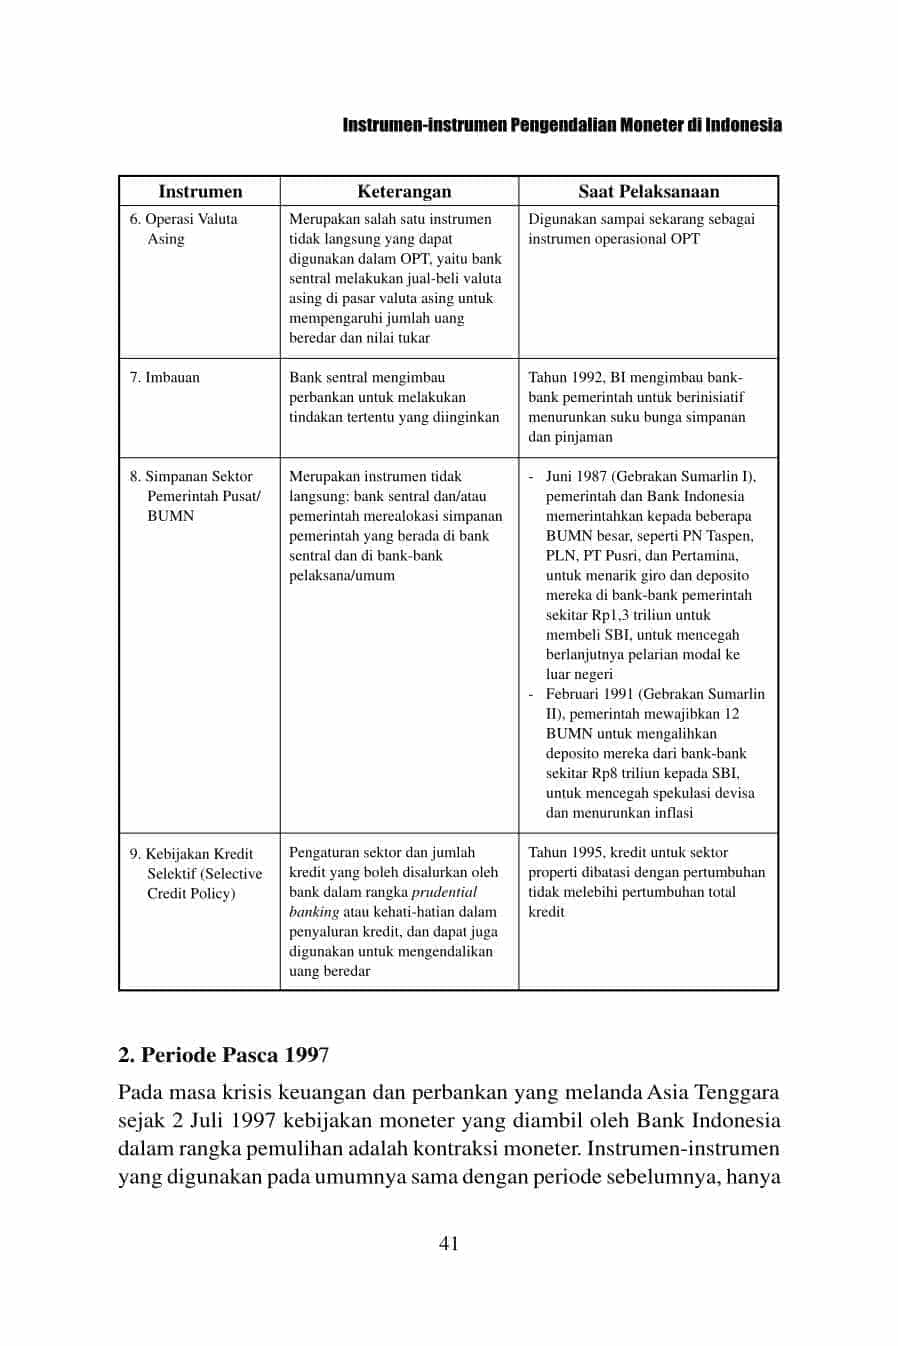 Instrumen-instrumen Pengendalian Moneter di Indonesia
Instrumen
Keterangan
Saat Pelaksanaan
6. Operasi Valuta
Asing
Merupakan salah satu instrumen
tidak langsung yang dapat
digunakan dalam OPT, yaitu bank
sentral melakukan jual-beli valuta
asing di pasar valuta asing untuk
mempengaruhi jumlah uang
beredar dan nilai tukar
Digunakan sampai sekarang sebagai
instrumen operasional OPT
7. Imbauan
Bank sentral mengimbau
perbankan untuk melakukan
tindakan tertentu yang diinginkan
Tahun 1992, BI mengimbau bank-
bank pemerintah untuk berinisiatif
menurunkan suku bunga simpanan
dan pinjaman
8. Simpanan Sektor
Pemerintah Pusat/
BUMN
Merupakan instrumen tidak
langsung: bank sentral dan/atau
pemerintah merealokasi simpanan
pemerintah yang berada di bank
sentral dan di bank-bank
pelaksana/umum
- Juni 1987 (Gebrakan Sumarlin I),
pemerintah dan Bank Indonesia
memerintahkan kepada beberapa
BUMN besar, seperti PN Taspen,
PLN, PT Pusri, dan Pertamina,
untuk menarik giro dan deposito
mereka di bank-bank pemerintah
sekitar Rp1,3 triliun untuk
membeli SBI, untuk mencegah
berlanjutnya pelarian modal ke
luar negeri
- Februari 1991 (Gebrakan Sumarlin
II), pemerintah mewajibkan 12
BUMN untuk mengalihkan
deposito mereka dari bank-bank
sekitar Rp8 triliun kepada SBI,
untuk mencegah spekulasi devisa
dan menurunkan inflasi
9. Kebijakan Kredit
Selektif (Selective
Credit Policy)
Pengaturan sektor dan jumlah
kredit yang boleh disalurkan oleh
bank dalam rangka prudential
banking atau kehati-hatian dalam
penyaluran kredit, dan dapat juga
digunakan untuk mengendalikan
uang beredar
Tahun 1995, kredit untuk sektor
properti dibatasi dengan pertumbuhan
tidak melebihi pertumbuhan total
kredit
2. Periode Pasca 1997
Pada masa krisis keuangan dan perbankan yang melanda Asia Tenggara
sejak 2 Juli 1997 kebijakan moneter yang diambil oleh Bank Indonesia
dalam rangka pemulihan adalah kontraksi moneter. Instrumen-instrumen
yang digunakan pada umumnya sama dengan periode sebelumnya, hanya
41